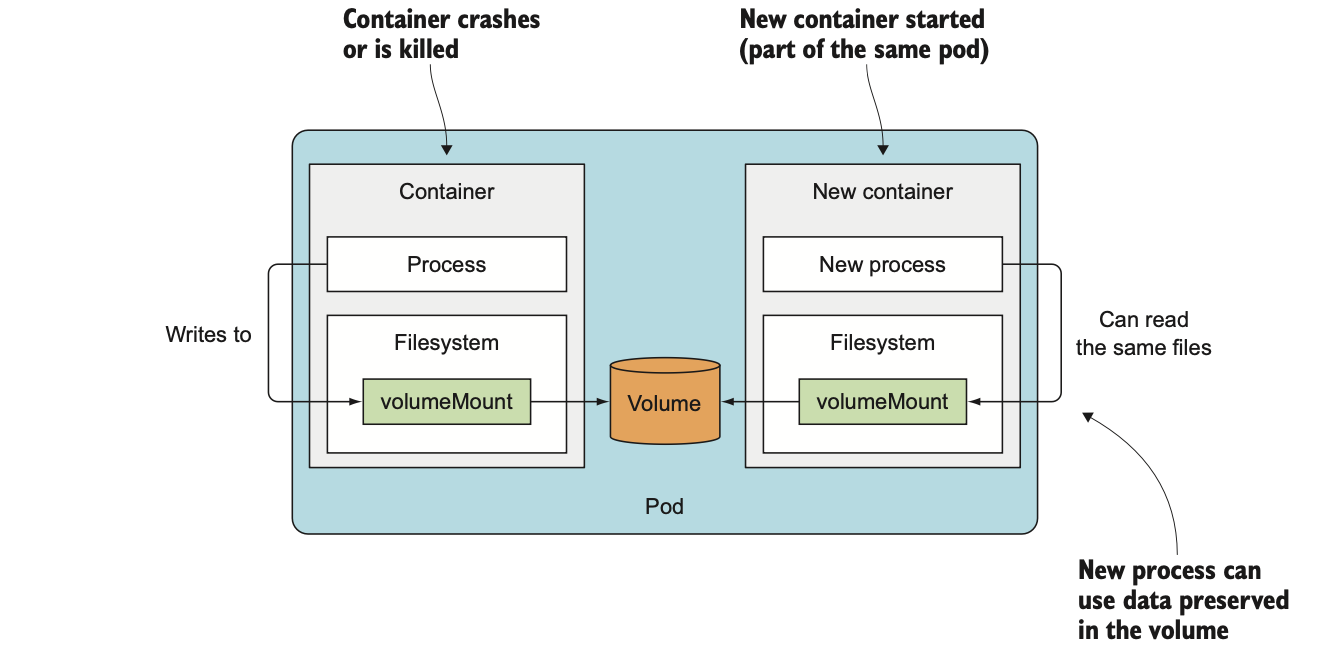 Container crashes
or is killed
New container started
(part of the same pod)
Container
New container
Process
New process
Writes to
Can read
the same files
Filesystem
Filesystem
volumeMount
Volume
volumeMount
Pod
New process can
use data preserved
in the volume